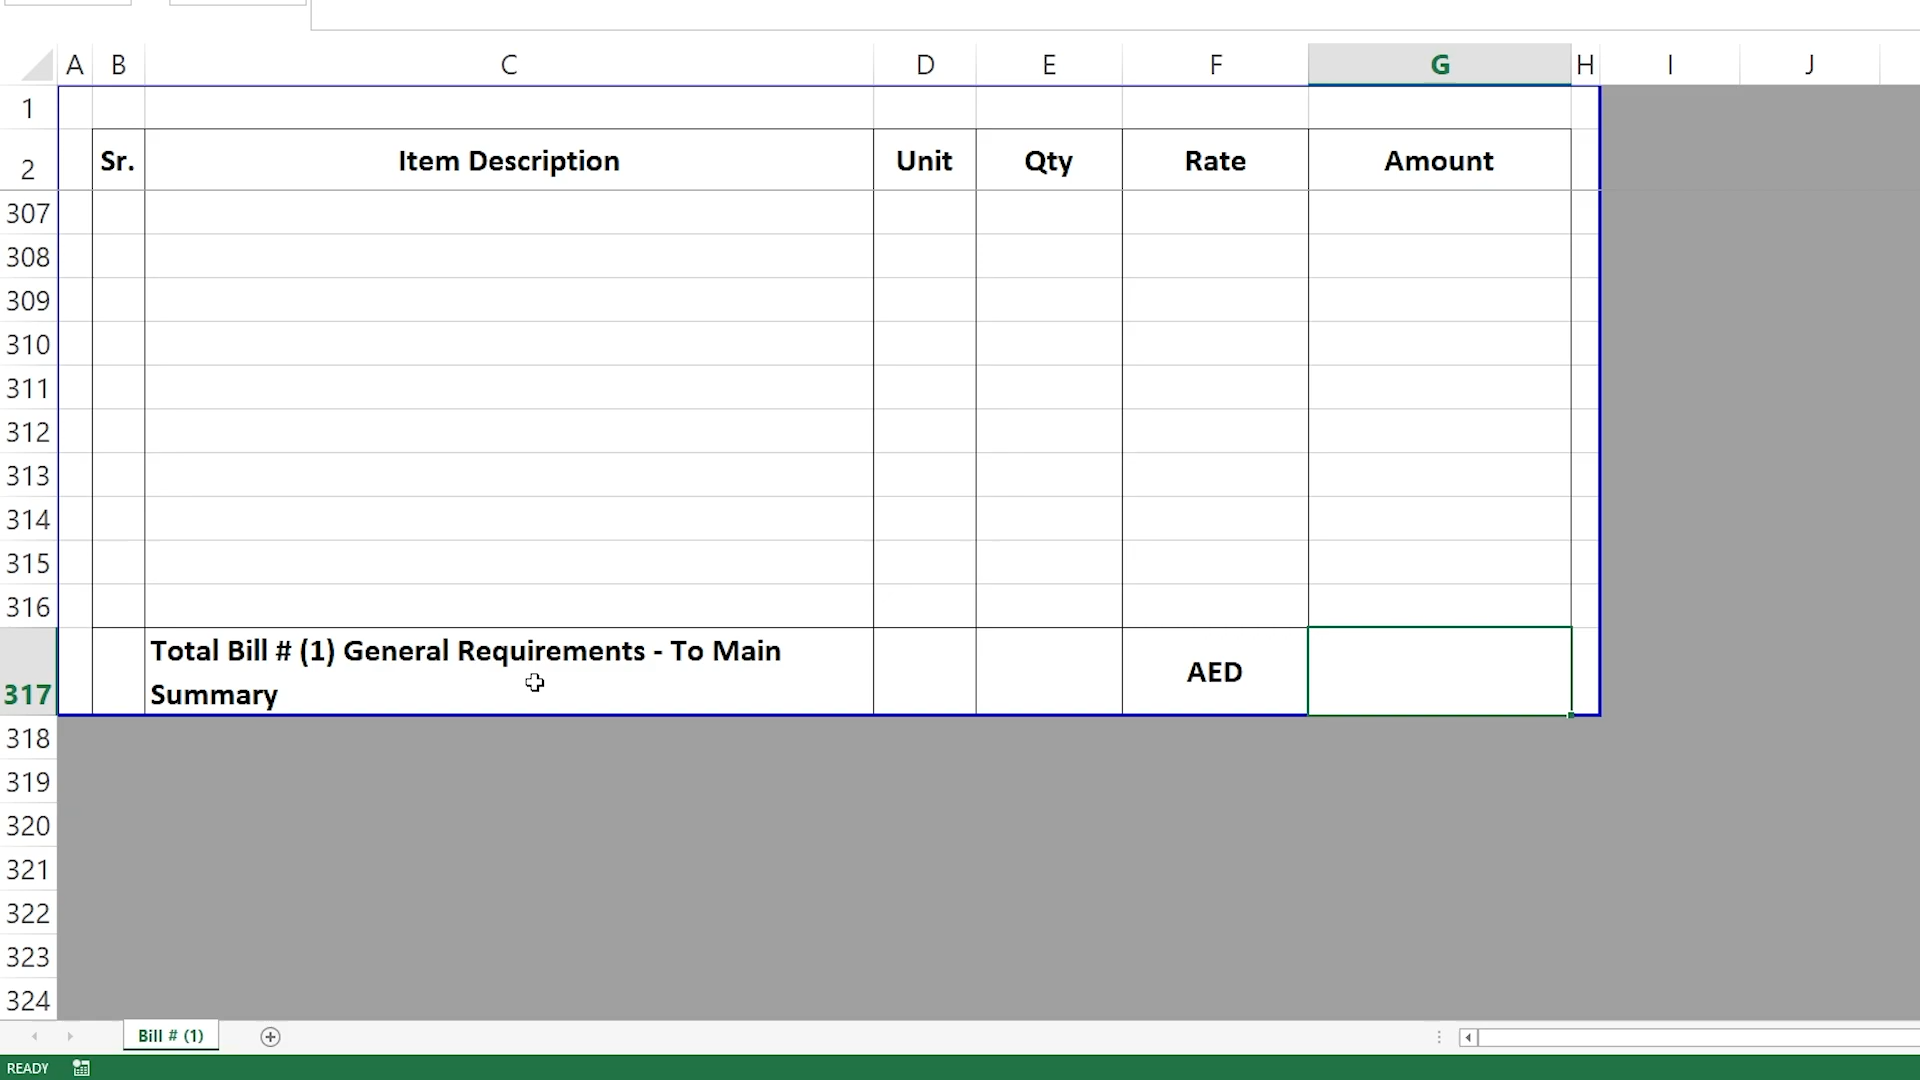 A B C D E F G H I J
1
2 Sr. Item Description Unit Qty Rate Amount
307
308
309
310
311
312
313
314
315
316
317 Total Bill # (1) General Requirements - To Main
Summary
AED
318
319
320
321
322
323
324
Bill # (1)
READY